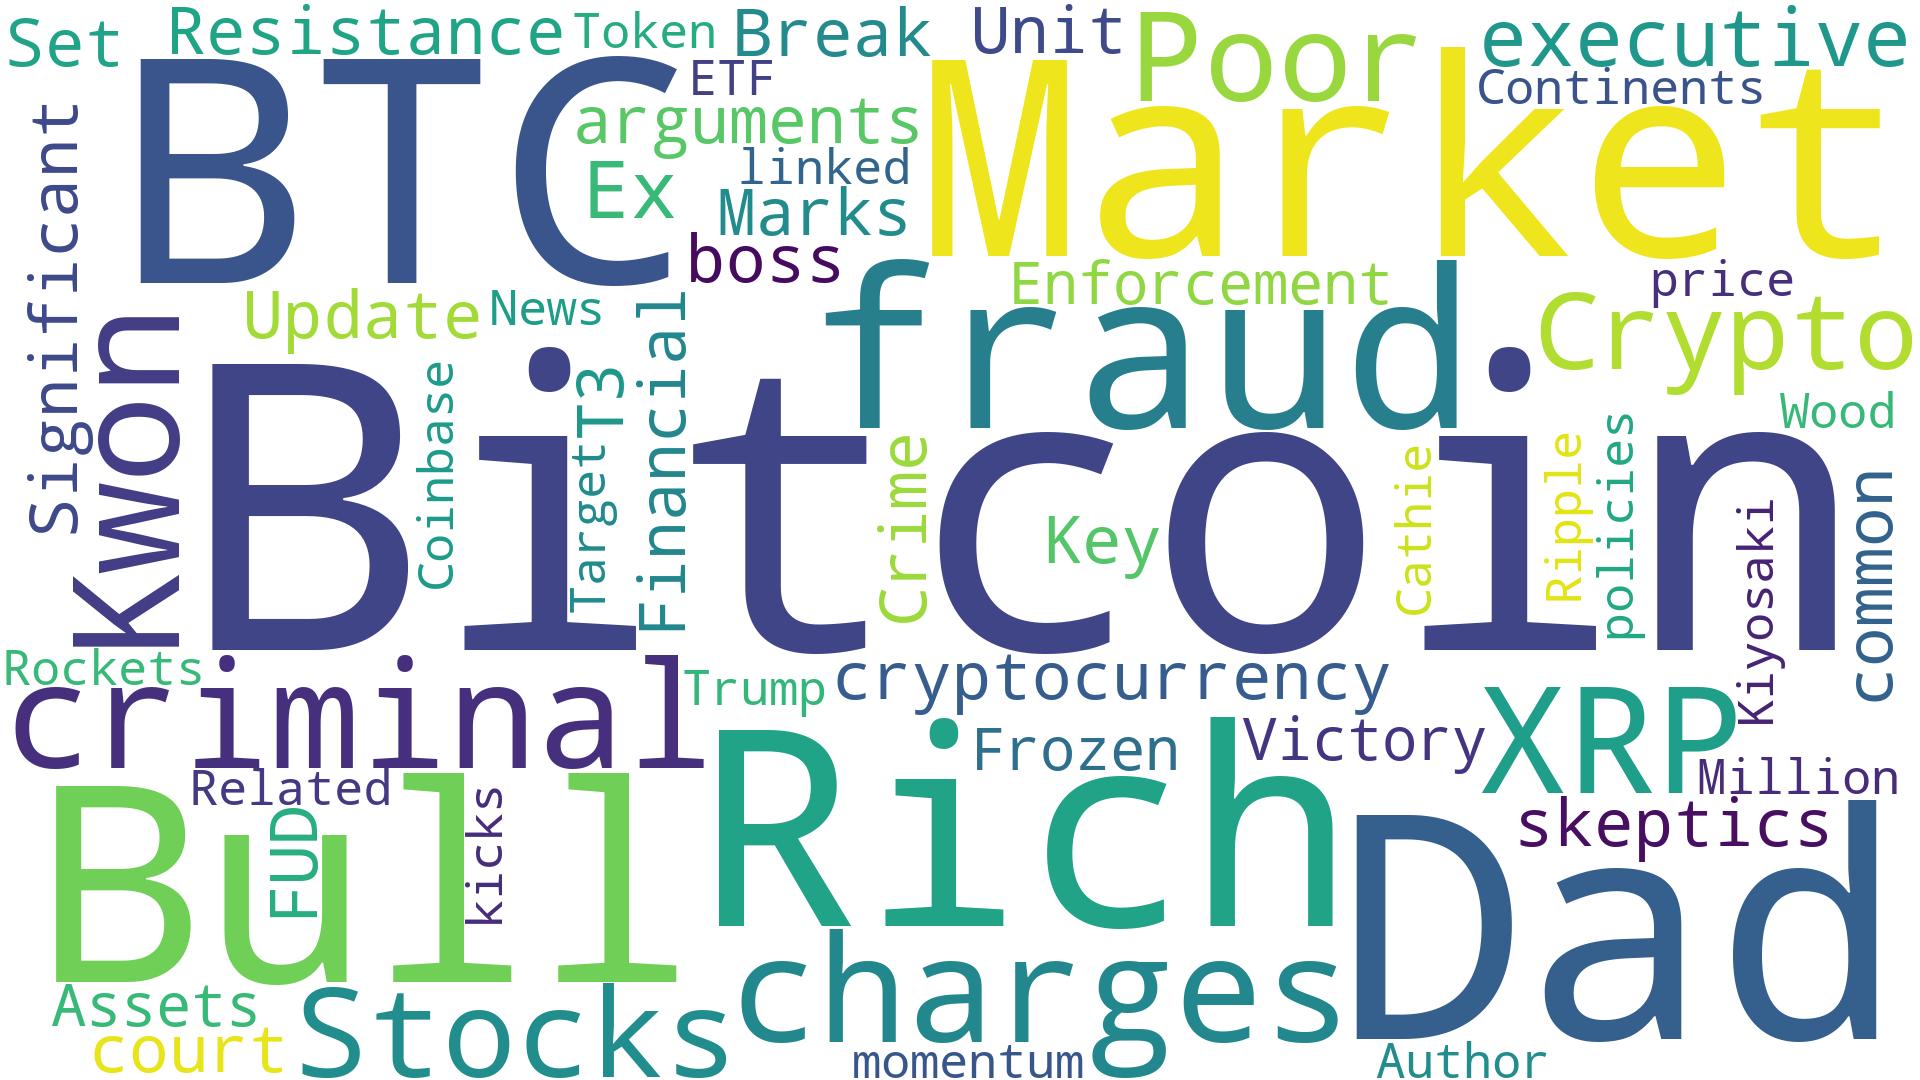 Set
Resistance
Token
Break
Unit
Poor
executive
BTC
ETF
Market
Continents
arguments
linked
Ex
Marks
boss
Significant
Update
News
Financial
fraud
Enforcement
price
Crypto
Kwon
Bitcoin
Coinbase
T3
Target
Crime
Key
Cathie
Ripple
policies
Wood
Kiyosaki
common
Rockets
criminal
Trump
cryptocurrency
Rich
Frozen
Victory
XRP
Million
Related
Bull
FUD
kicks
skeptics
Dad
charges
Assets
court
Stocks
momentum
Author